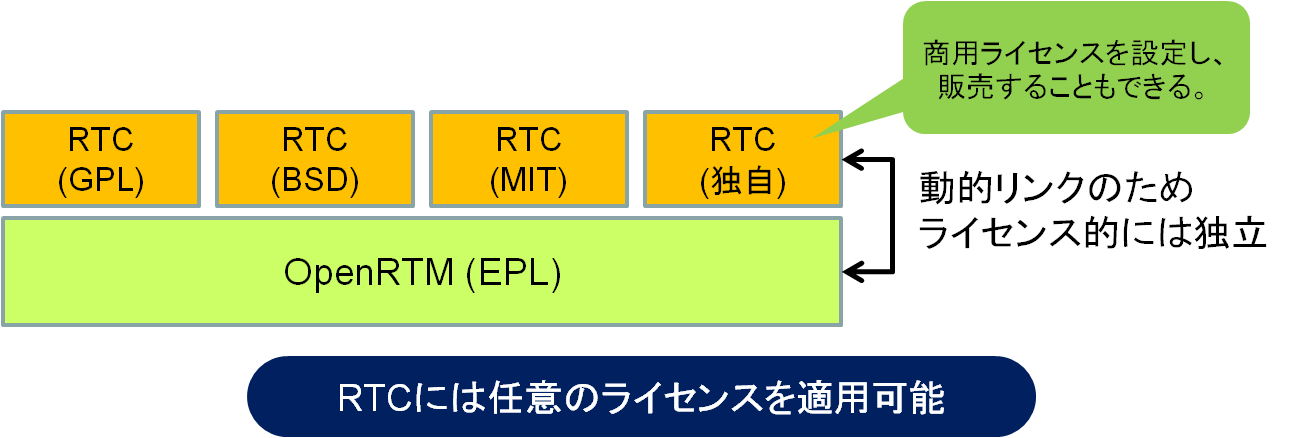 商用ライセンスを設定し、
販売することもできる。
RTC
(GPL)
RTC
(BSD)
RTC
(MIT)
RTC
(独自)
動的リンクのため
ライセンス的には独立
OpenRTM (EPL)
RTCには任意のライセンスを適用可能